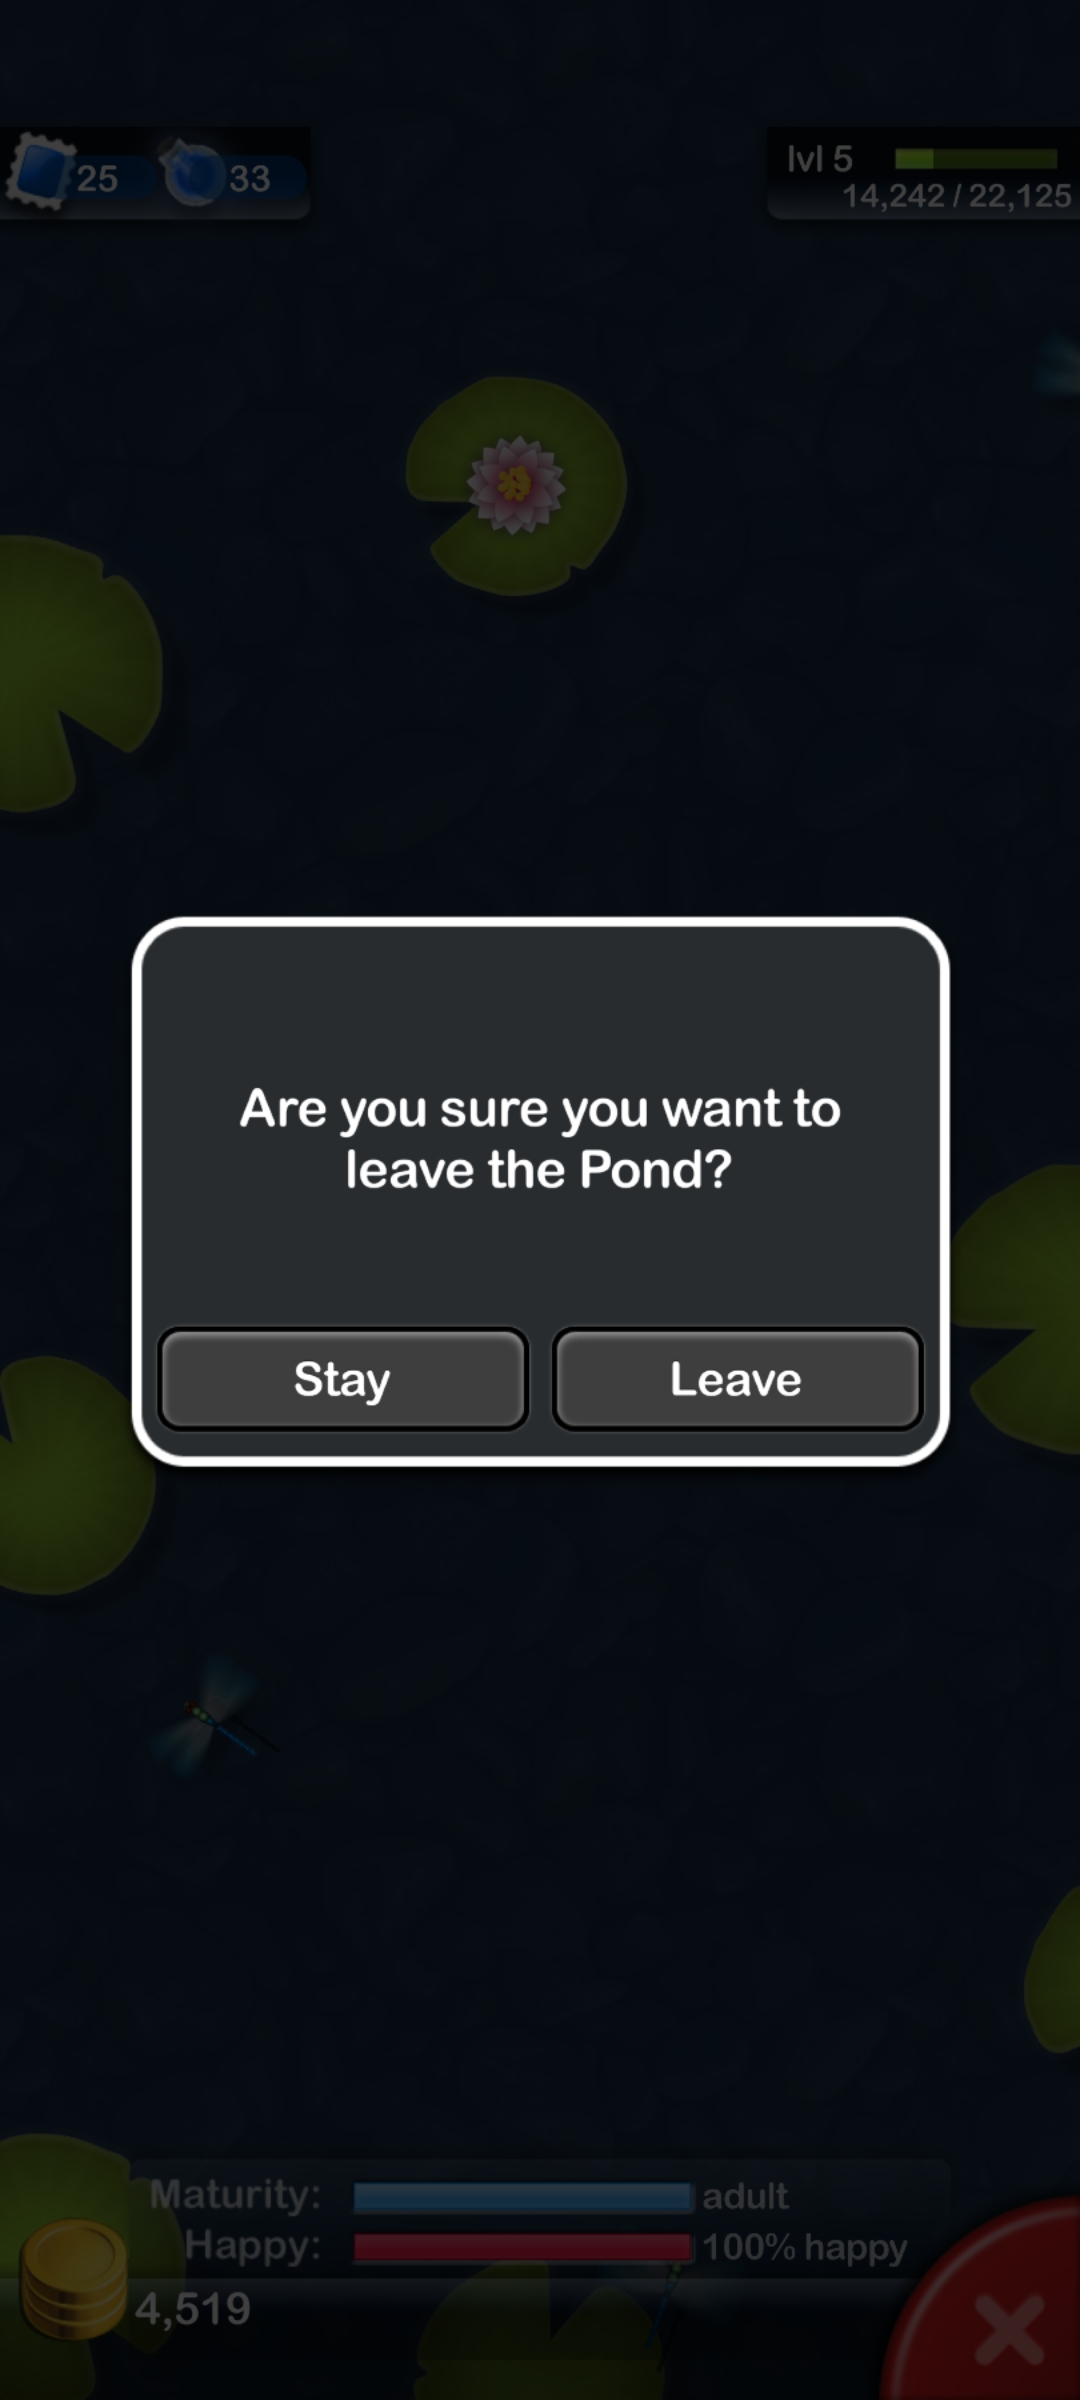 25 33
lvl 5
14,242 / 22,125
Are you sure you want to
leave the Pond?
Stay Leave
Maturity: adult
Happy: 100% happy
4,519